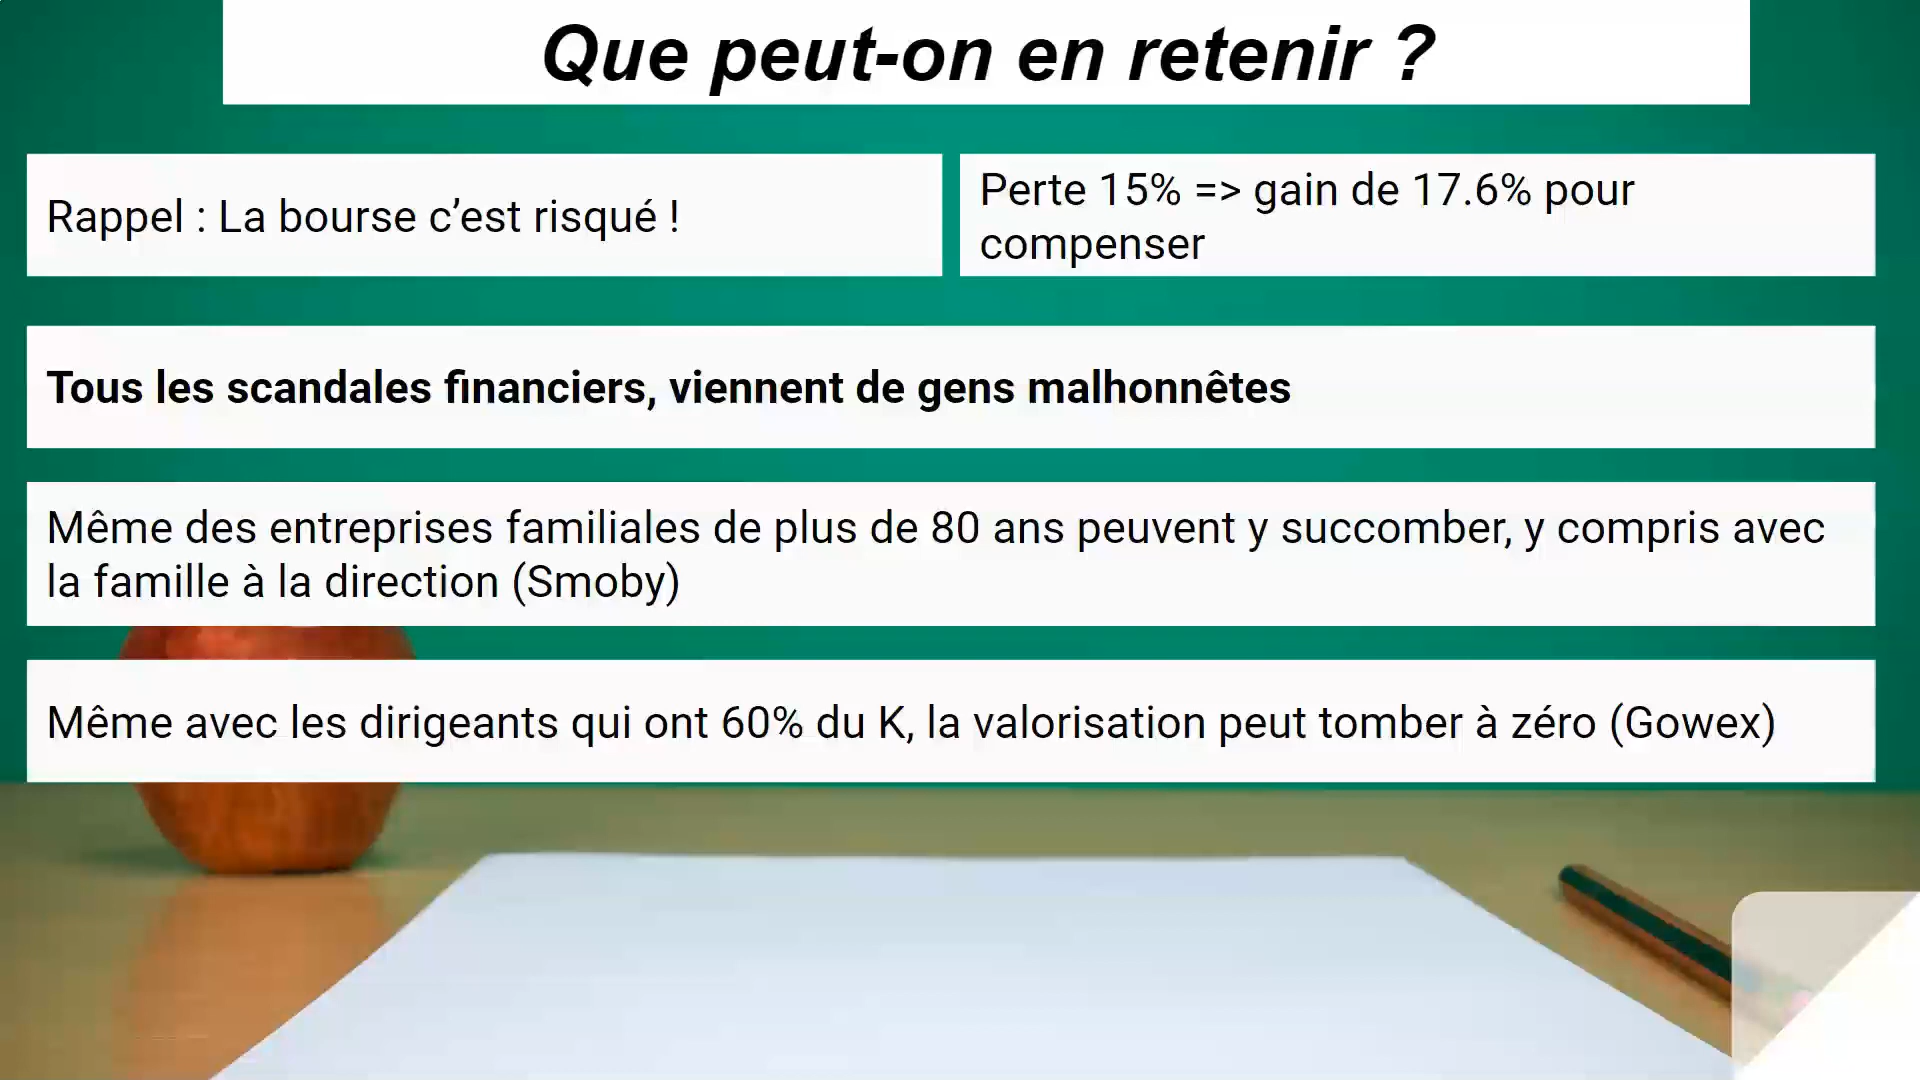 Que peut-on en retenir ?
Rappel : La bourse c’est risqué !
Perte 15% => gain de 17.6% pour
compenser
Tous les scandales financiers, viennent de gens malhonnêtes
Même des entreprises familiales de plus de 80 ans peuvent y succomber, y compris avec
la famille à la direction (Smoby)
Même avec les dirigeants qui ont 60% du K, la valorisation peut tomber à zéro (Gowex)